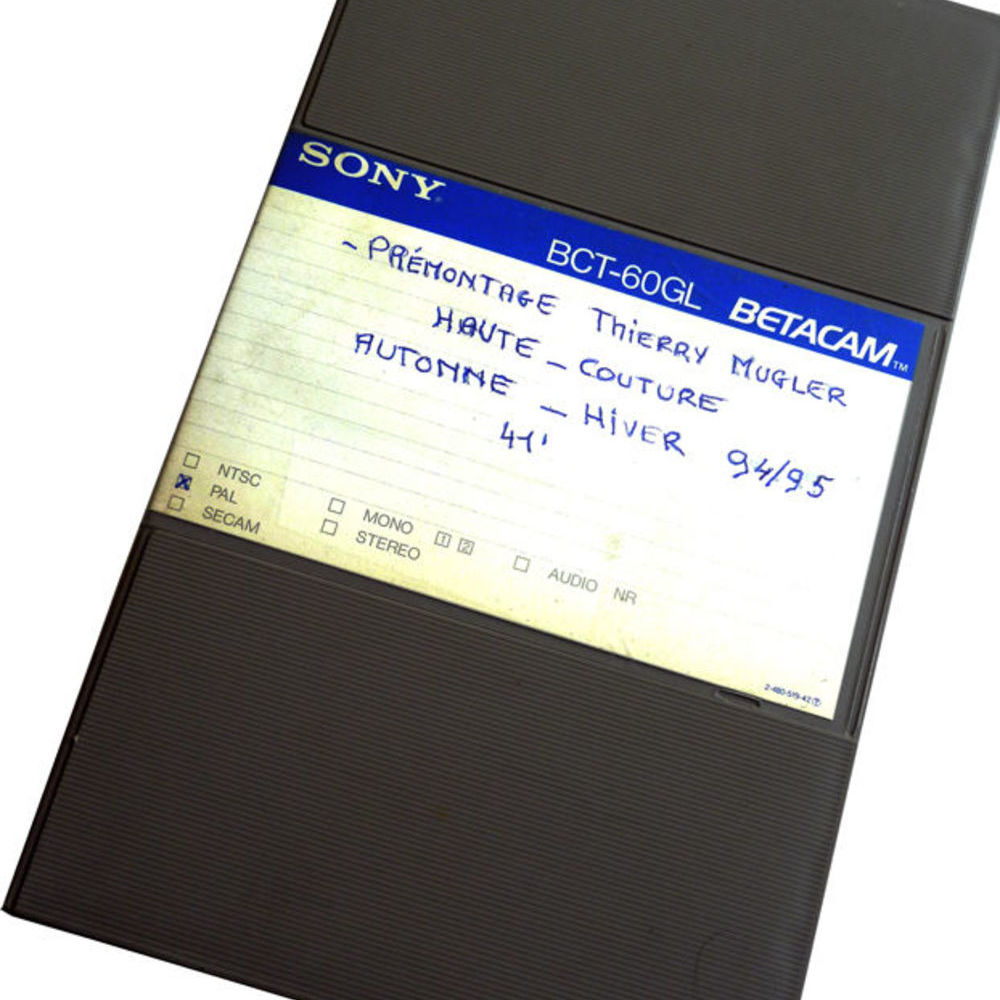 SONY
BCT-60GL BETACAM™
- PRÉMONTAGE THiERRY MUGLER
HAUTE - COUTURE
AUTOMNE - HiVER 94/95
41'
NTSC
PAL
SECAM
MONO 1 2
STEREO
AUDIO NR